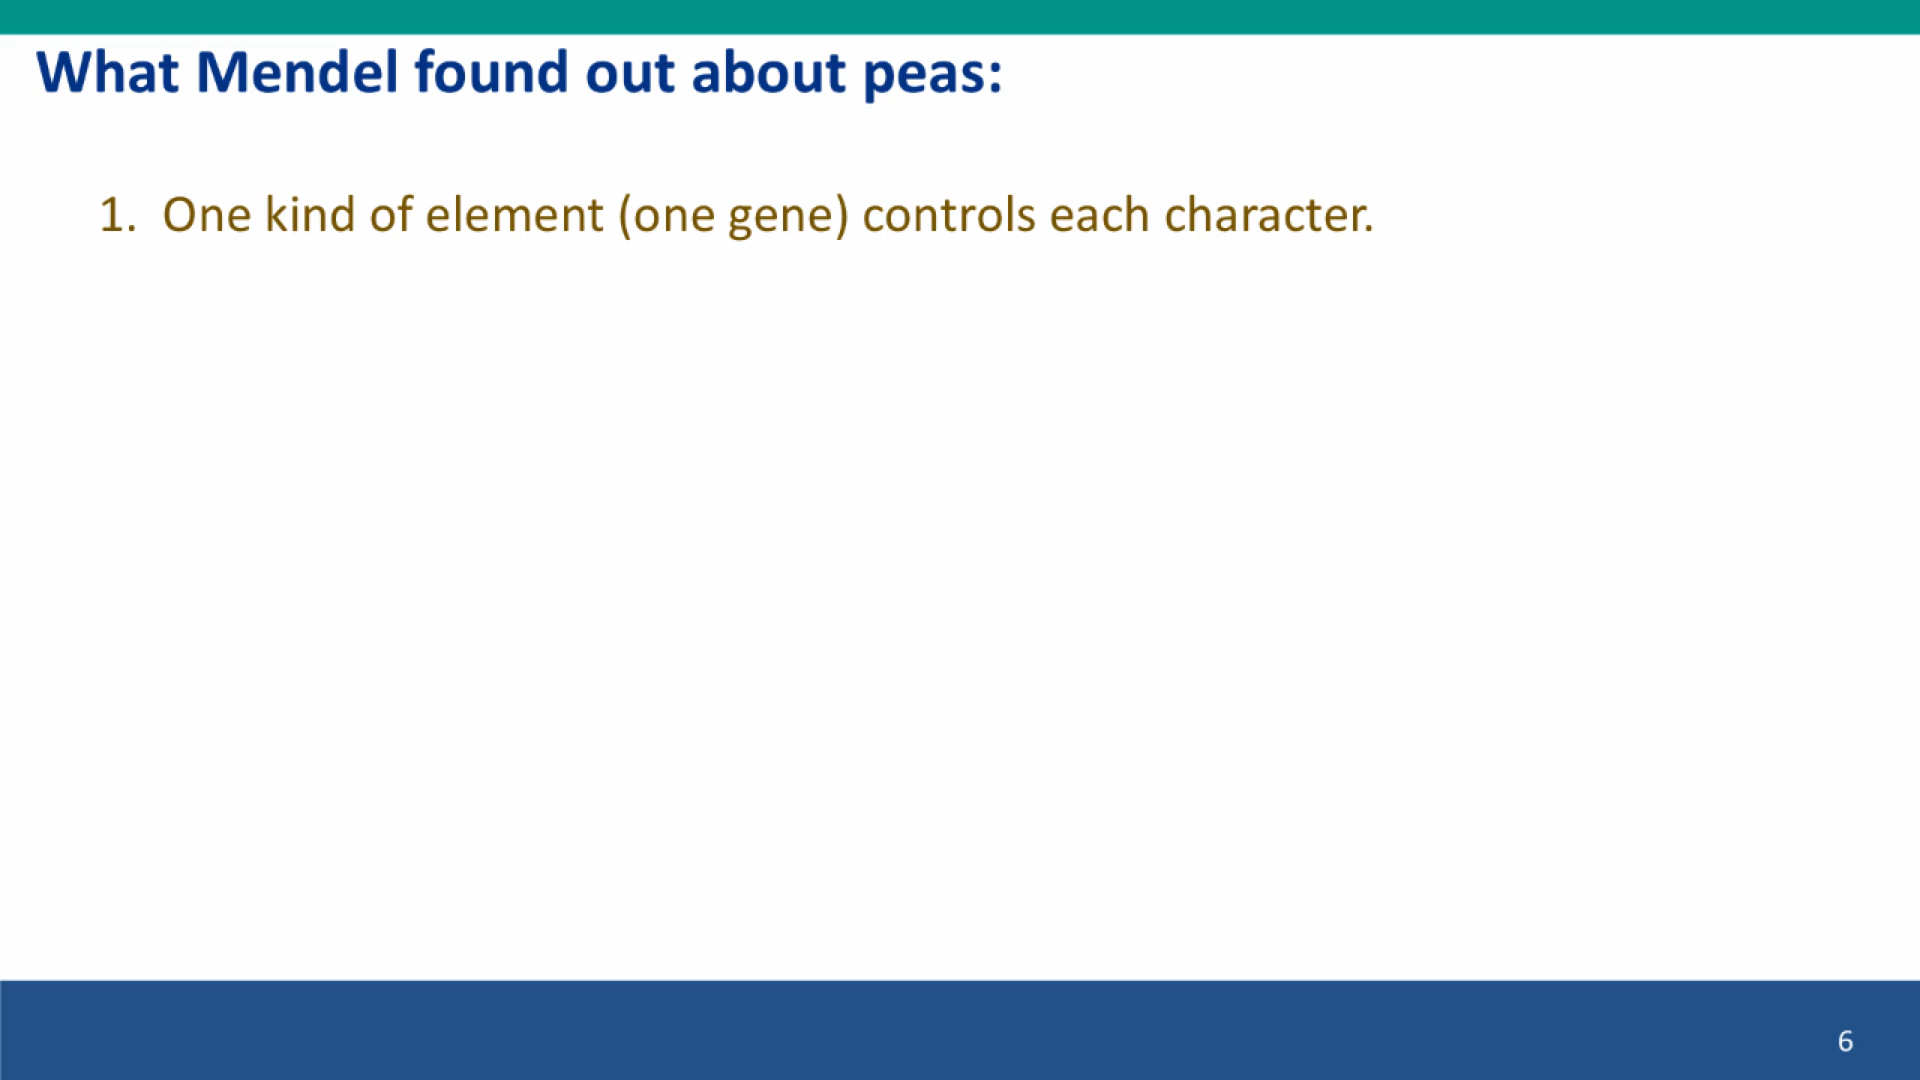 What Mendel found out about peas:
1. One kind of element (one gene) controls each character.
6